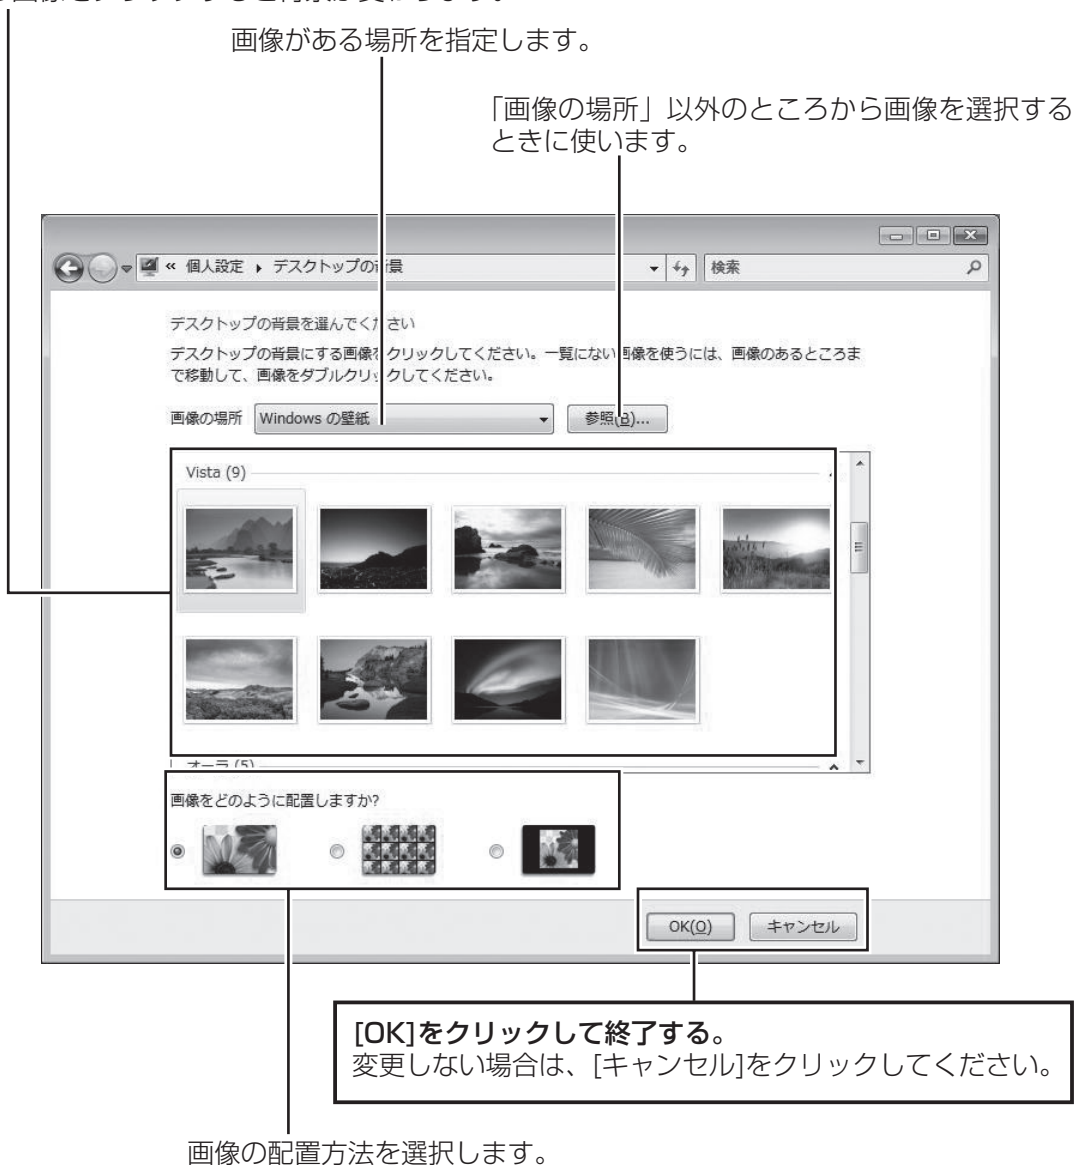 画像がある場所を指定します。
「画像の場所」以外のところから画像を選択する
ときに使います。
« 個人設定 ▸ デスクトップの背景
検索
デスクトップの背景を選んでください
デスクトップの背景にする画像をクリックしてください。一覧にない画像を使うには、画像のあるところま
で移動して、画像をダブルクリックしてください。
画像の場所 Windows の壁紙 参照(B)...
Vista (9)
オーラ (5)
画像をどのように配置しますか?
OK(O) キャンセル
[OK]をクリックして終了する。
変更しない場合は、[キャンセル]をクリックしてください。
画像の配置方法を選択します。